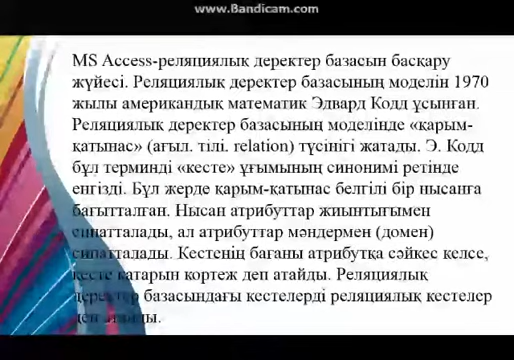 www.Bandicam.com
MS Access-реляциялық деректер базасын басқару
жүйесі. Реляциялық деректер базасының моделін 1970
жылы американдық математик Эдвард Кодд ұсынған.
Реляциялық деректер базасының моделінде «қарым-
қатынас» (ағыл. тілі. relation) түсінігі жатады. Э. Кодд
бұл терминді «кесте» ұғымының синонимі ретінде
енгізді. Бұл жерде қарым-қатынас белгілі бір нысанға
бағытталған. Нысан атрибуттар жиынтығымен
сипатталады, ал атрибуттар мәндермен (домен)
сипатталады. Кестенің бағаны атрибутқа сәйкес келсе,
кесте қатарын кортеж деп атайды. Реляциялық
деректер базасындағы кестелерді реляциялық кестелер
деп атайды.